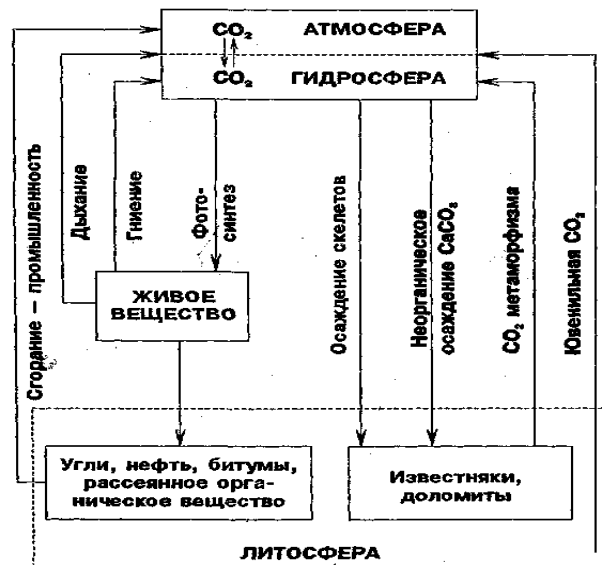 CO₂ АТМОСФЕРА
CO₂ ГИДРОСФЕРА
Сгорание – промышленность
Дыхание
Гниение
Фото-
синтез
Осаждение скелетов
Неорганическое
осаждение CaCO₃
CO₂ метаморфизма
Ювенильная CO₂
ЖИВОЕ
ВЕЩЕСТВО
Угли, нефть, битумы,
рассеянное орга-
ническое вещество
Известняки,
доломиты
ЛИТОСФЕРА